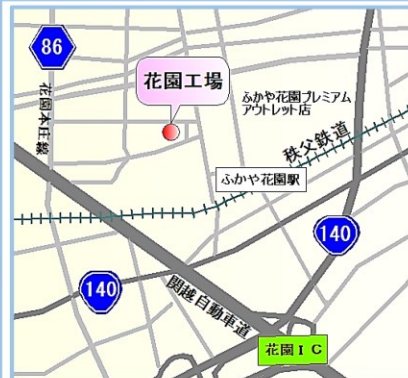 86
花園本庄線
花園工場
ふかや花園プレミアム
アウトレット店
秩父鉄道
ふかや花園駅
140
140
関越自動車道
花園IC